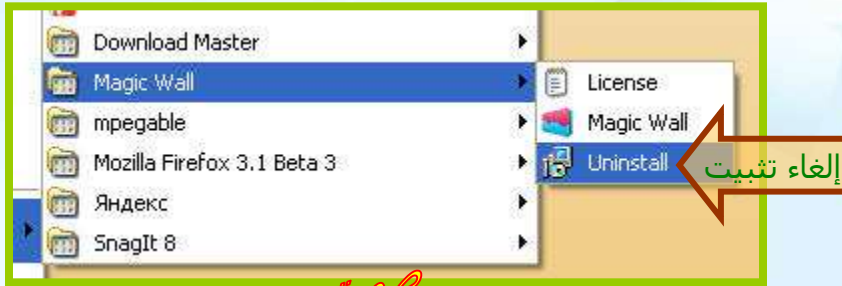 Download Master
Magic Wall
mpegable
Mozilla Firefox 3.1 Beta 3
Яндекс
SnagIt 8
License
Magic Wall
Uninstall
إلغاء تثبيت